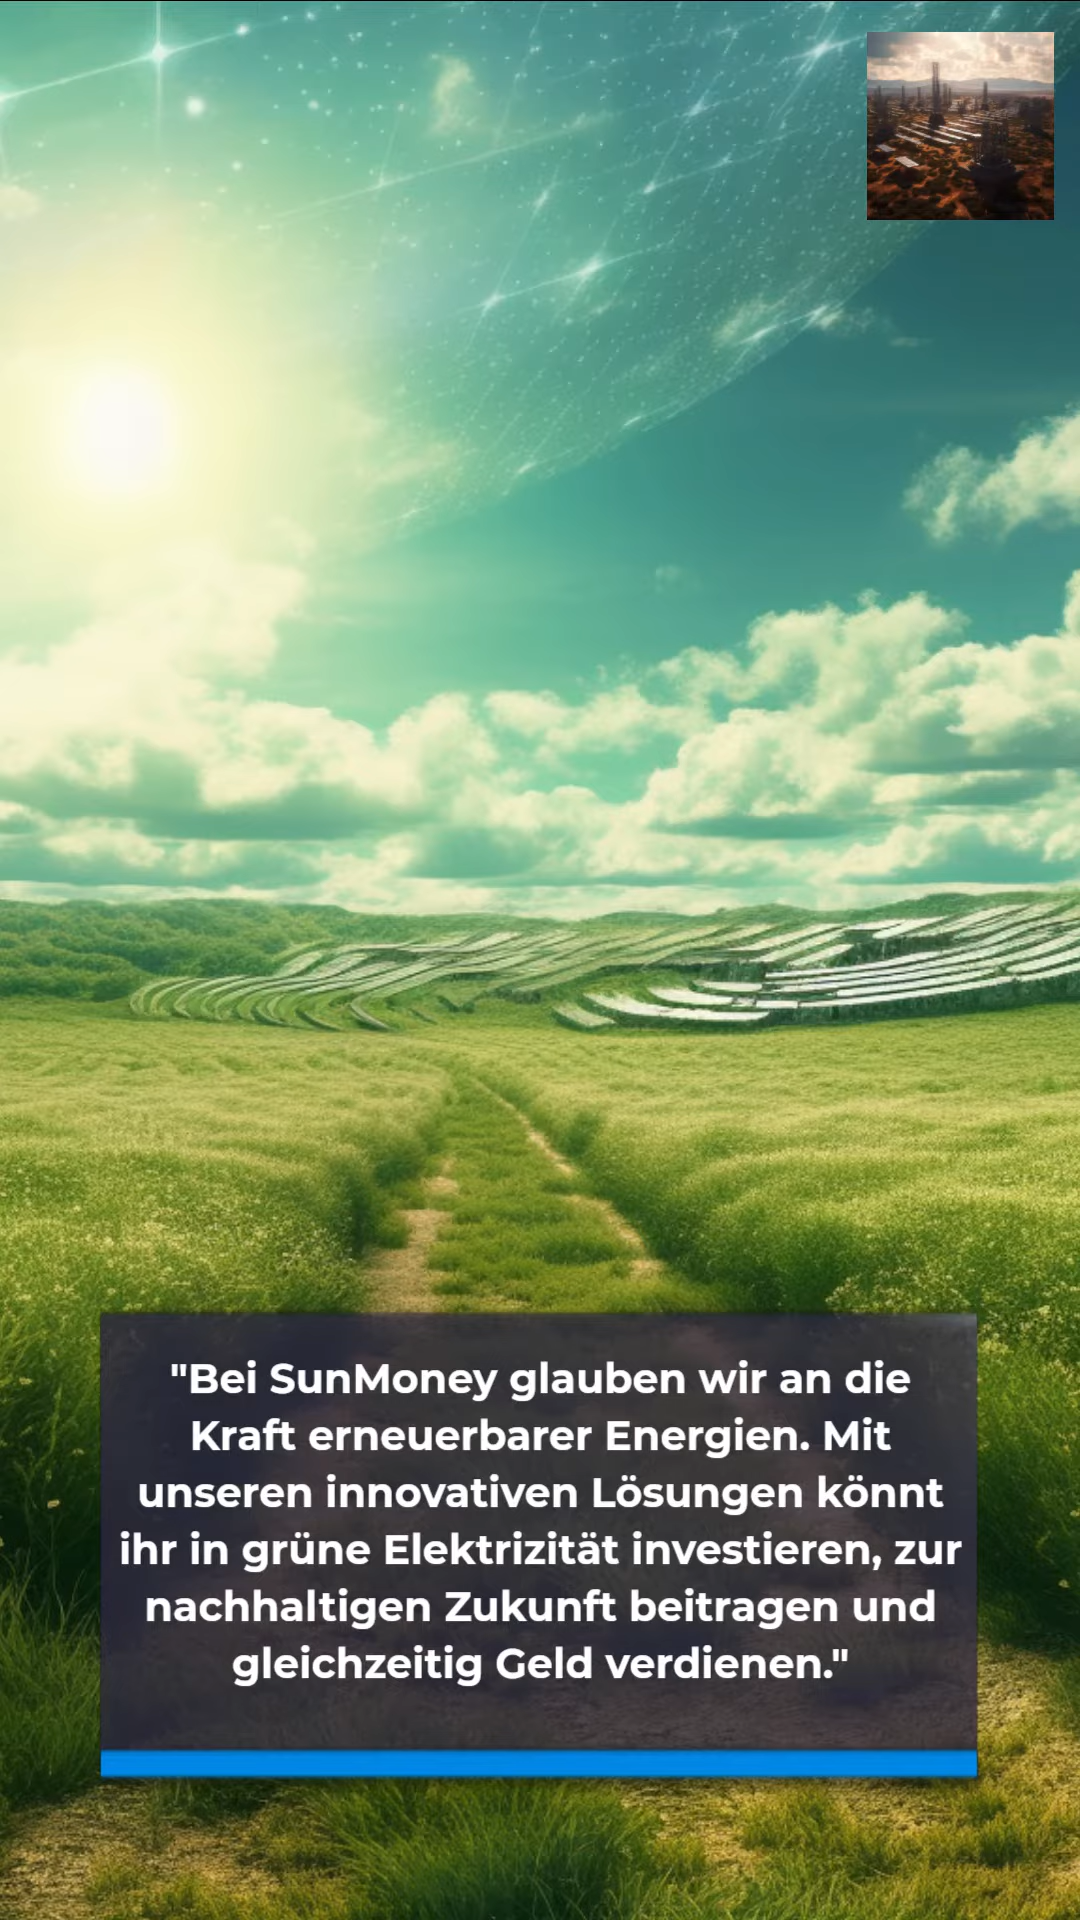 "Bei SunMoney glauben wir an die
Kraft erneuerbarer Energien. Mit
unseren innovativen Lösungen könnt
ihr in grüne Elektrizität investieren, zur
nachhaltigen Zukunft beitragen und
gleichzeitig Geld verdienen."